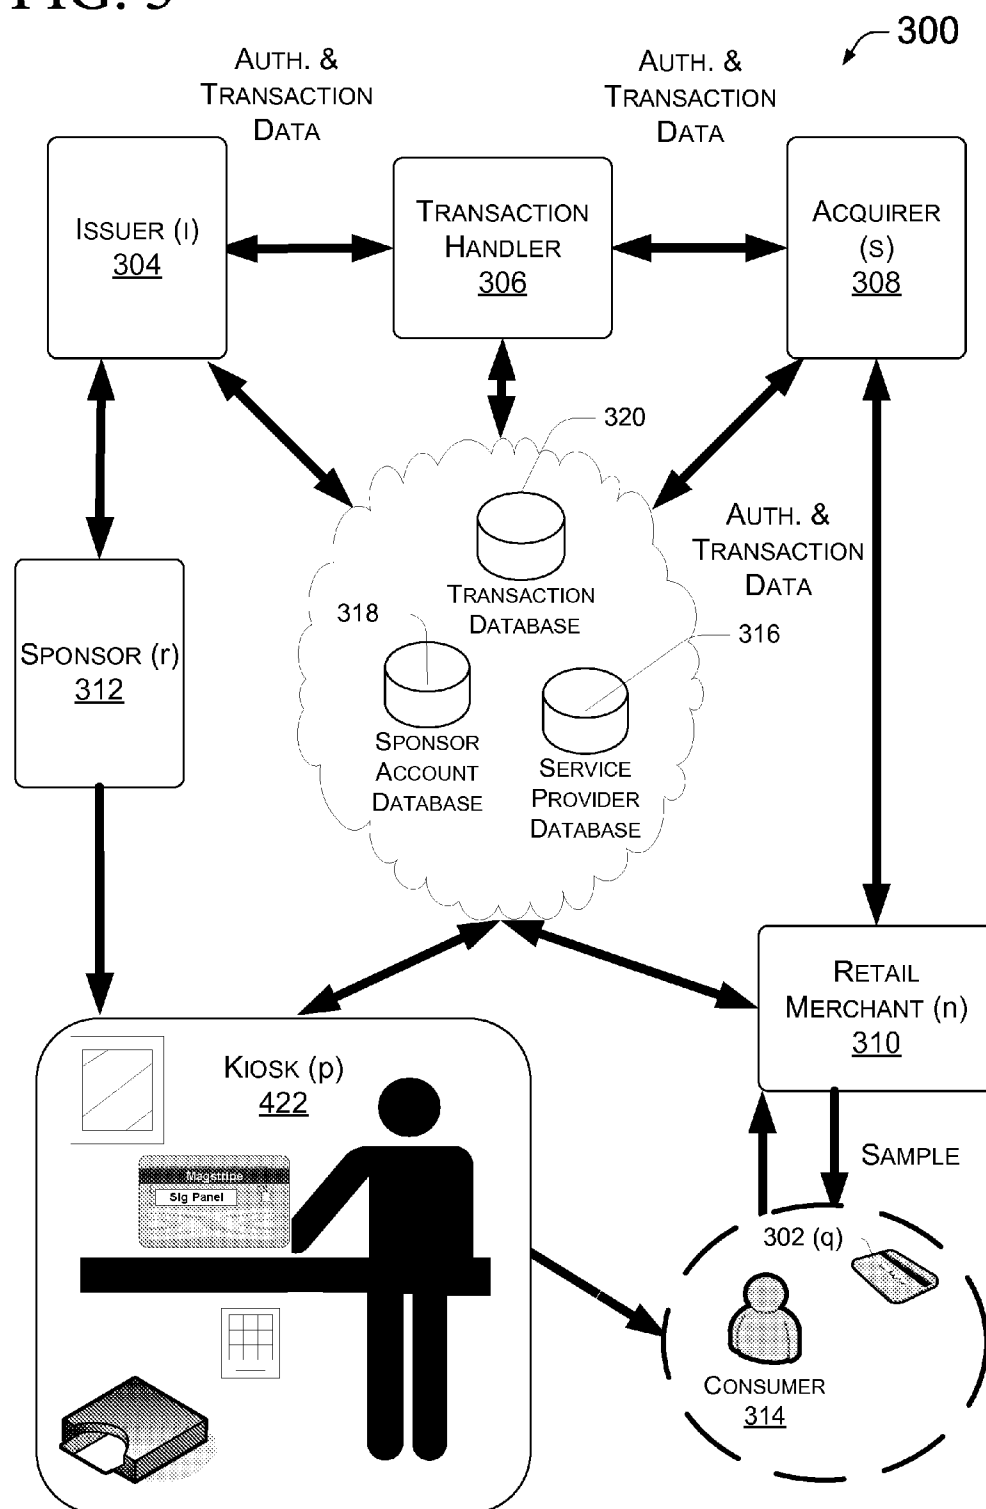 FIG. 3
300
AUTH. &
TRANSACTION
DATA
AUTH. &
TRANSACTION
DATA
ISSUER (I)
304
TRANSACTION
HANDLER
306
ACQUIRER
(S)
308
320
AUTH. &
TRANSACTION
DATA
TRANSACTION
DATABASE
318
316
SPONSOR (r)
312
SPONSOR
ACCOUNT
DATABASE
SERVICE
PROVIDER
DATABASE
RETAIL
MERCHANT (n)
310
KIOSK (p)
422
Magstripe
Sig Panel
SAMPLE
302 (q)
CONSUMER
314